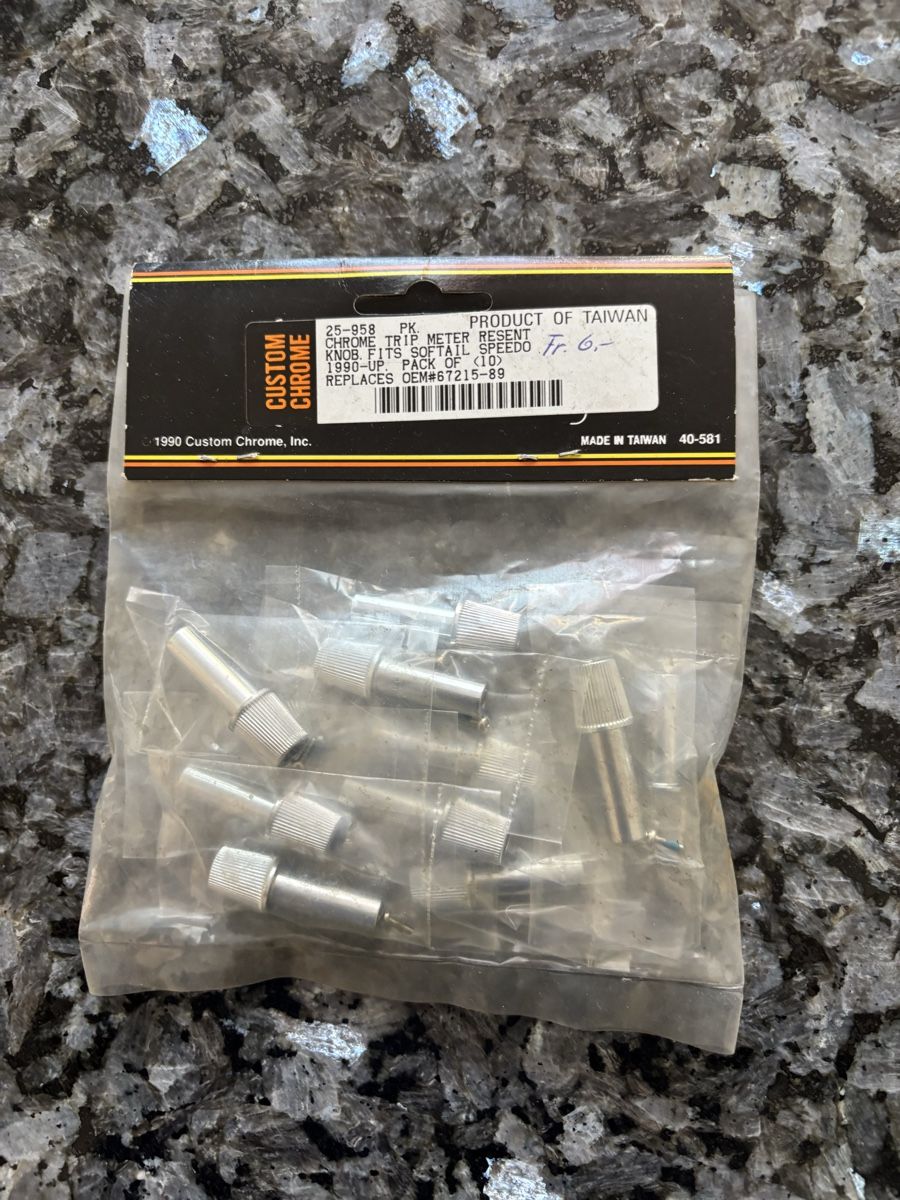 CUSTOM
CHROME
25-958 PK. PRODUCT OF TAIWAN
CHROME TRIP METER RESENT
KNOB.FITS SOFTAIL SPEEDO Fr. 6.-
1990-UP. PACK OF (10)
REPLACES OEM#67215-89
1990 Custom Chrome, Inc. MADE IN TAIWAN 40-581